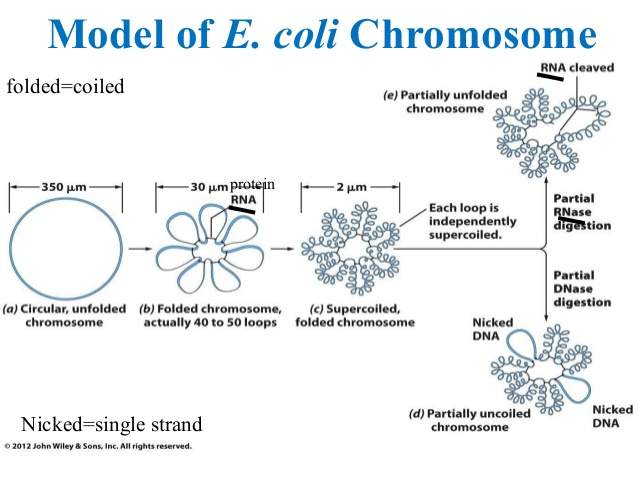 Model of E. coli Chromosome
folded=coiled
RNA cleaved
(e) Partially unfolded
chromosome
350 µm
30 µm
protein
RNA
2 µm
Each loop is
independently
supercoiled.
Partial
RNase
digestion
(a) Circular, unfolded
chromosome
(b) Folded chromosome,
actually 40 to 50 loops
(c) Supercoiled,
folded chromosome
Partial
DNase
digestion
Nicked
DNA
(d) Partially uncoiled
chromosome
Nicked
DNA
Nicked=single strand
© 2012 John Wiley & Sons, Inc. All rights reserved.